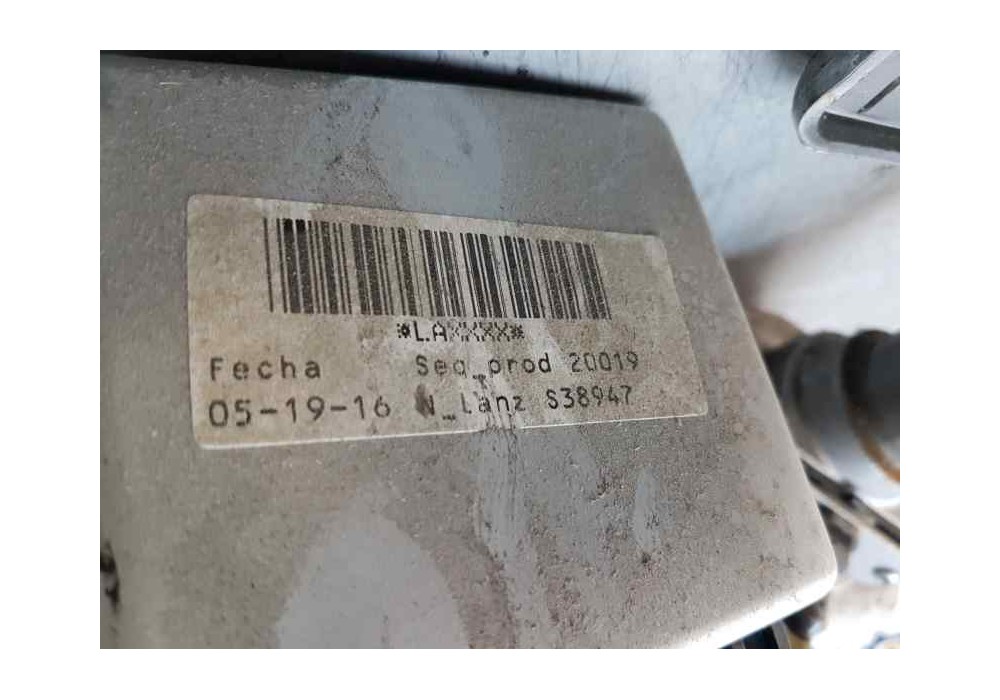 *LAXXXX*
Fecha Seq_prod 20019
05-19-16 N_lanz S38947